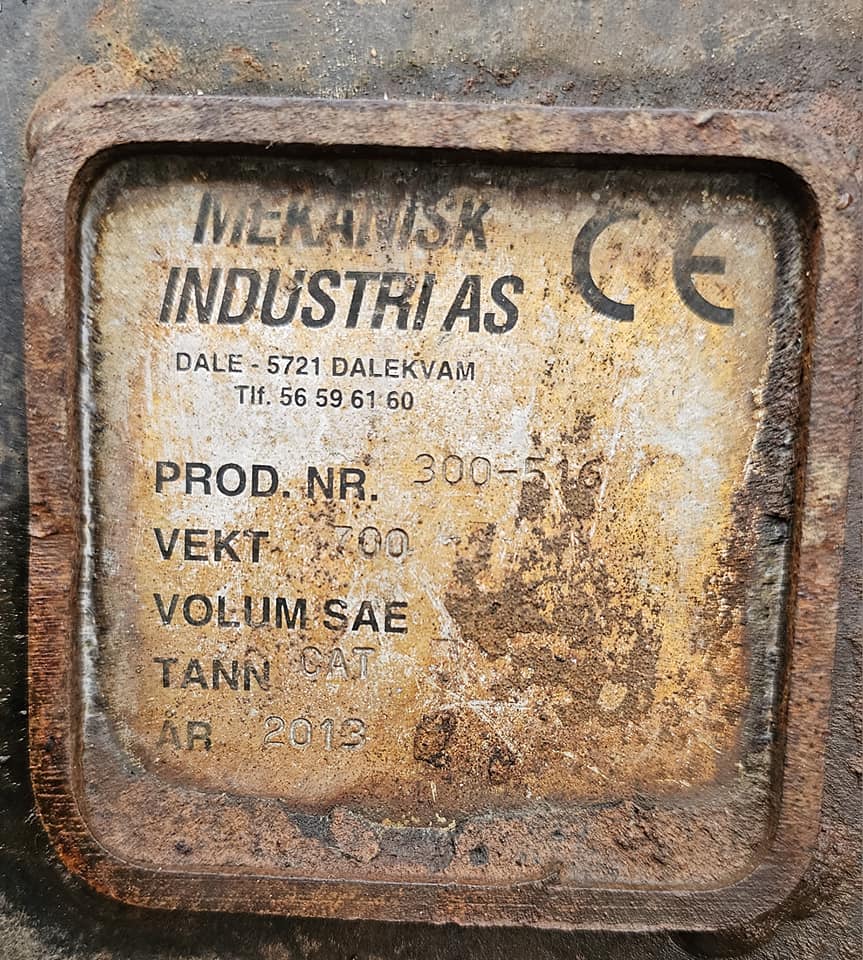 MEKANISK
INDUSTRI AS
CE
DALE - 5721 DALEKVAM
Tlf. 56 59 61 60
PROD. NR. 300-516
VEKT 700
VOLUM SAE
TANN CAT
ÅR 2013